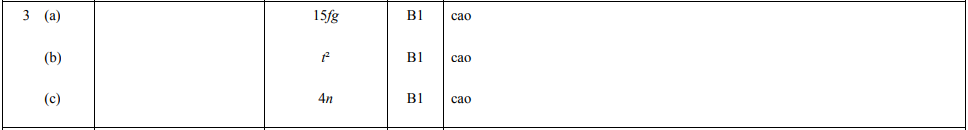 3 (a) 15fg B1 cao
(b) t² B1 cao
(c) 4n B1 cao